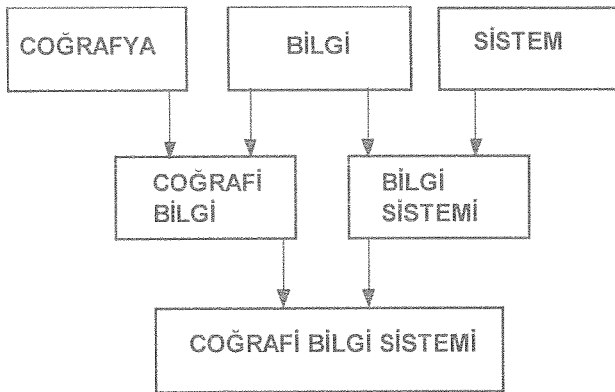 COĞRAFYA
BİLGİ
SİSTEM
COĞRAFİ
BİLGİ
BİLGİ
SİSTEMİ
COĞRAFİ BİLGİ SİSTEMİ